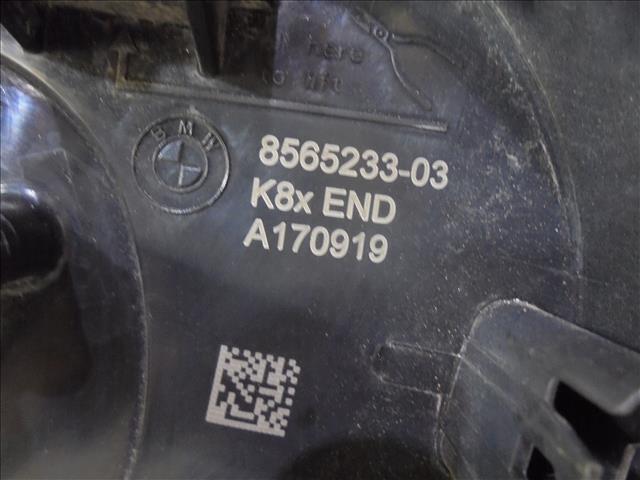 here
to lift
BMW
8565233-03
K8x END
A170919